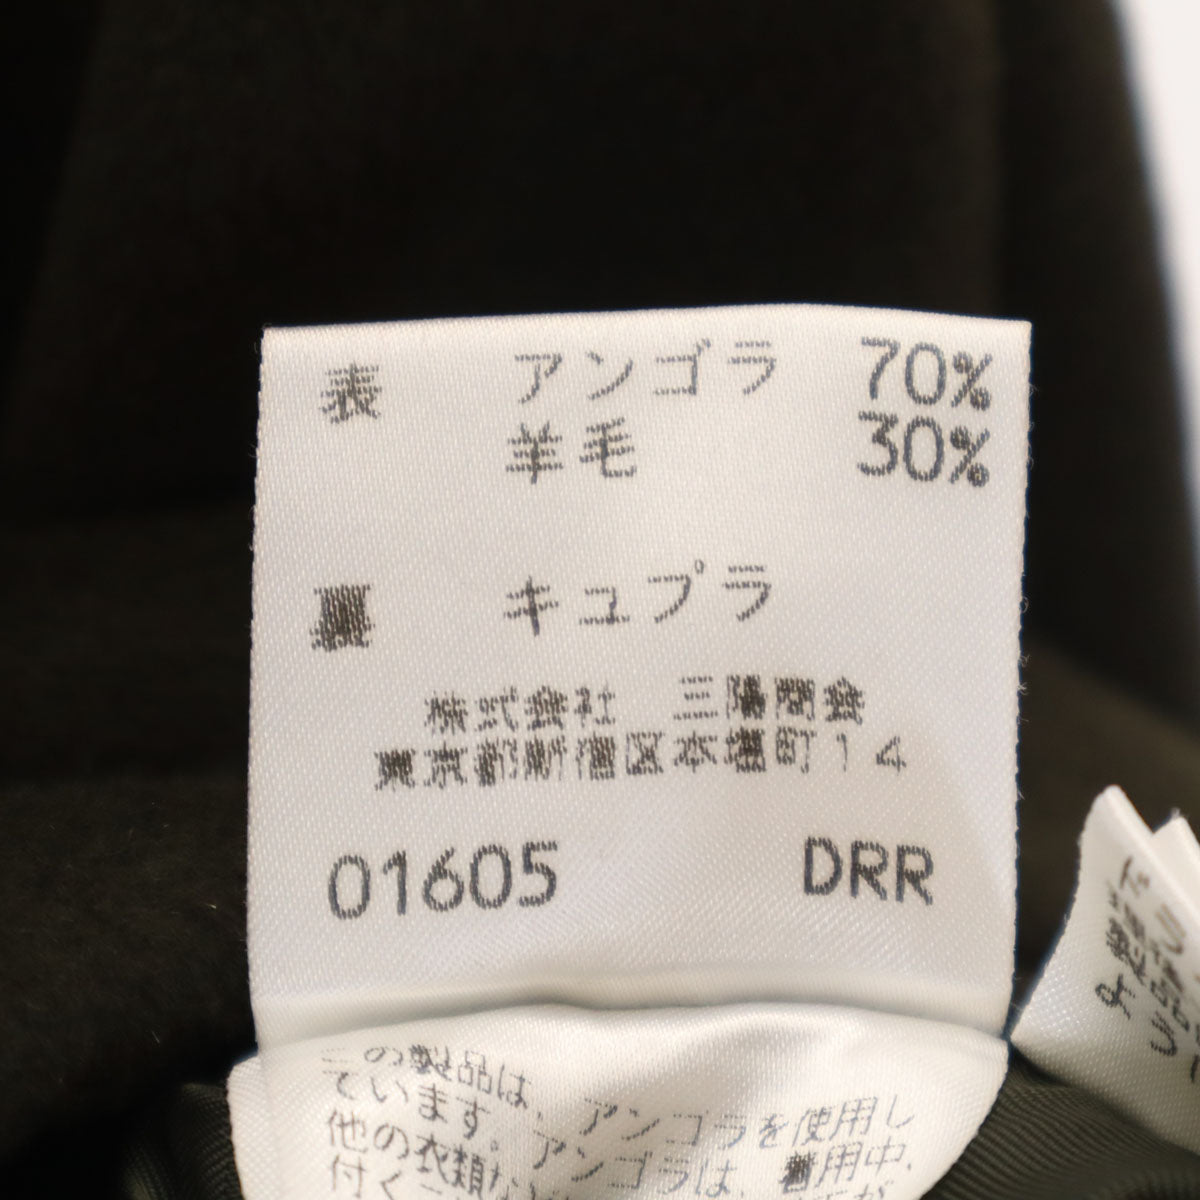 表 アンゴラ 70%
羊毛 30%
裏 キュプラ
株式会社 三陽商会
東京都新宿区本塩町14
01605 DRR
この製品は、アンゴラを使用し
ています。
他の衣類な アンゴラは、着用中、
付く